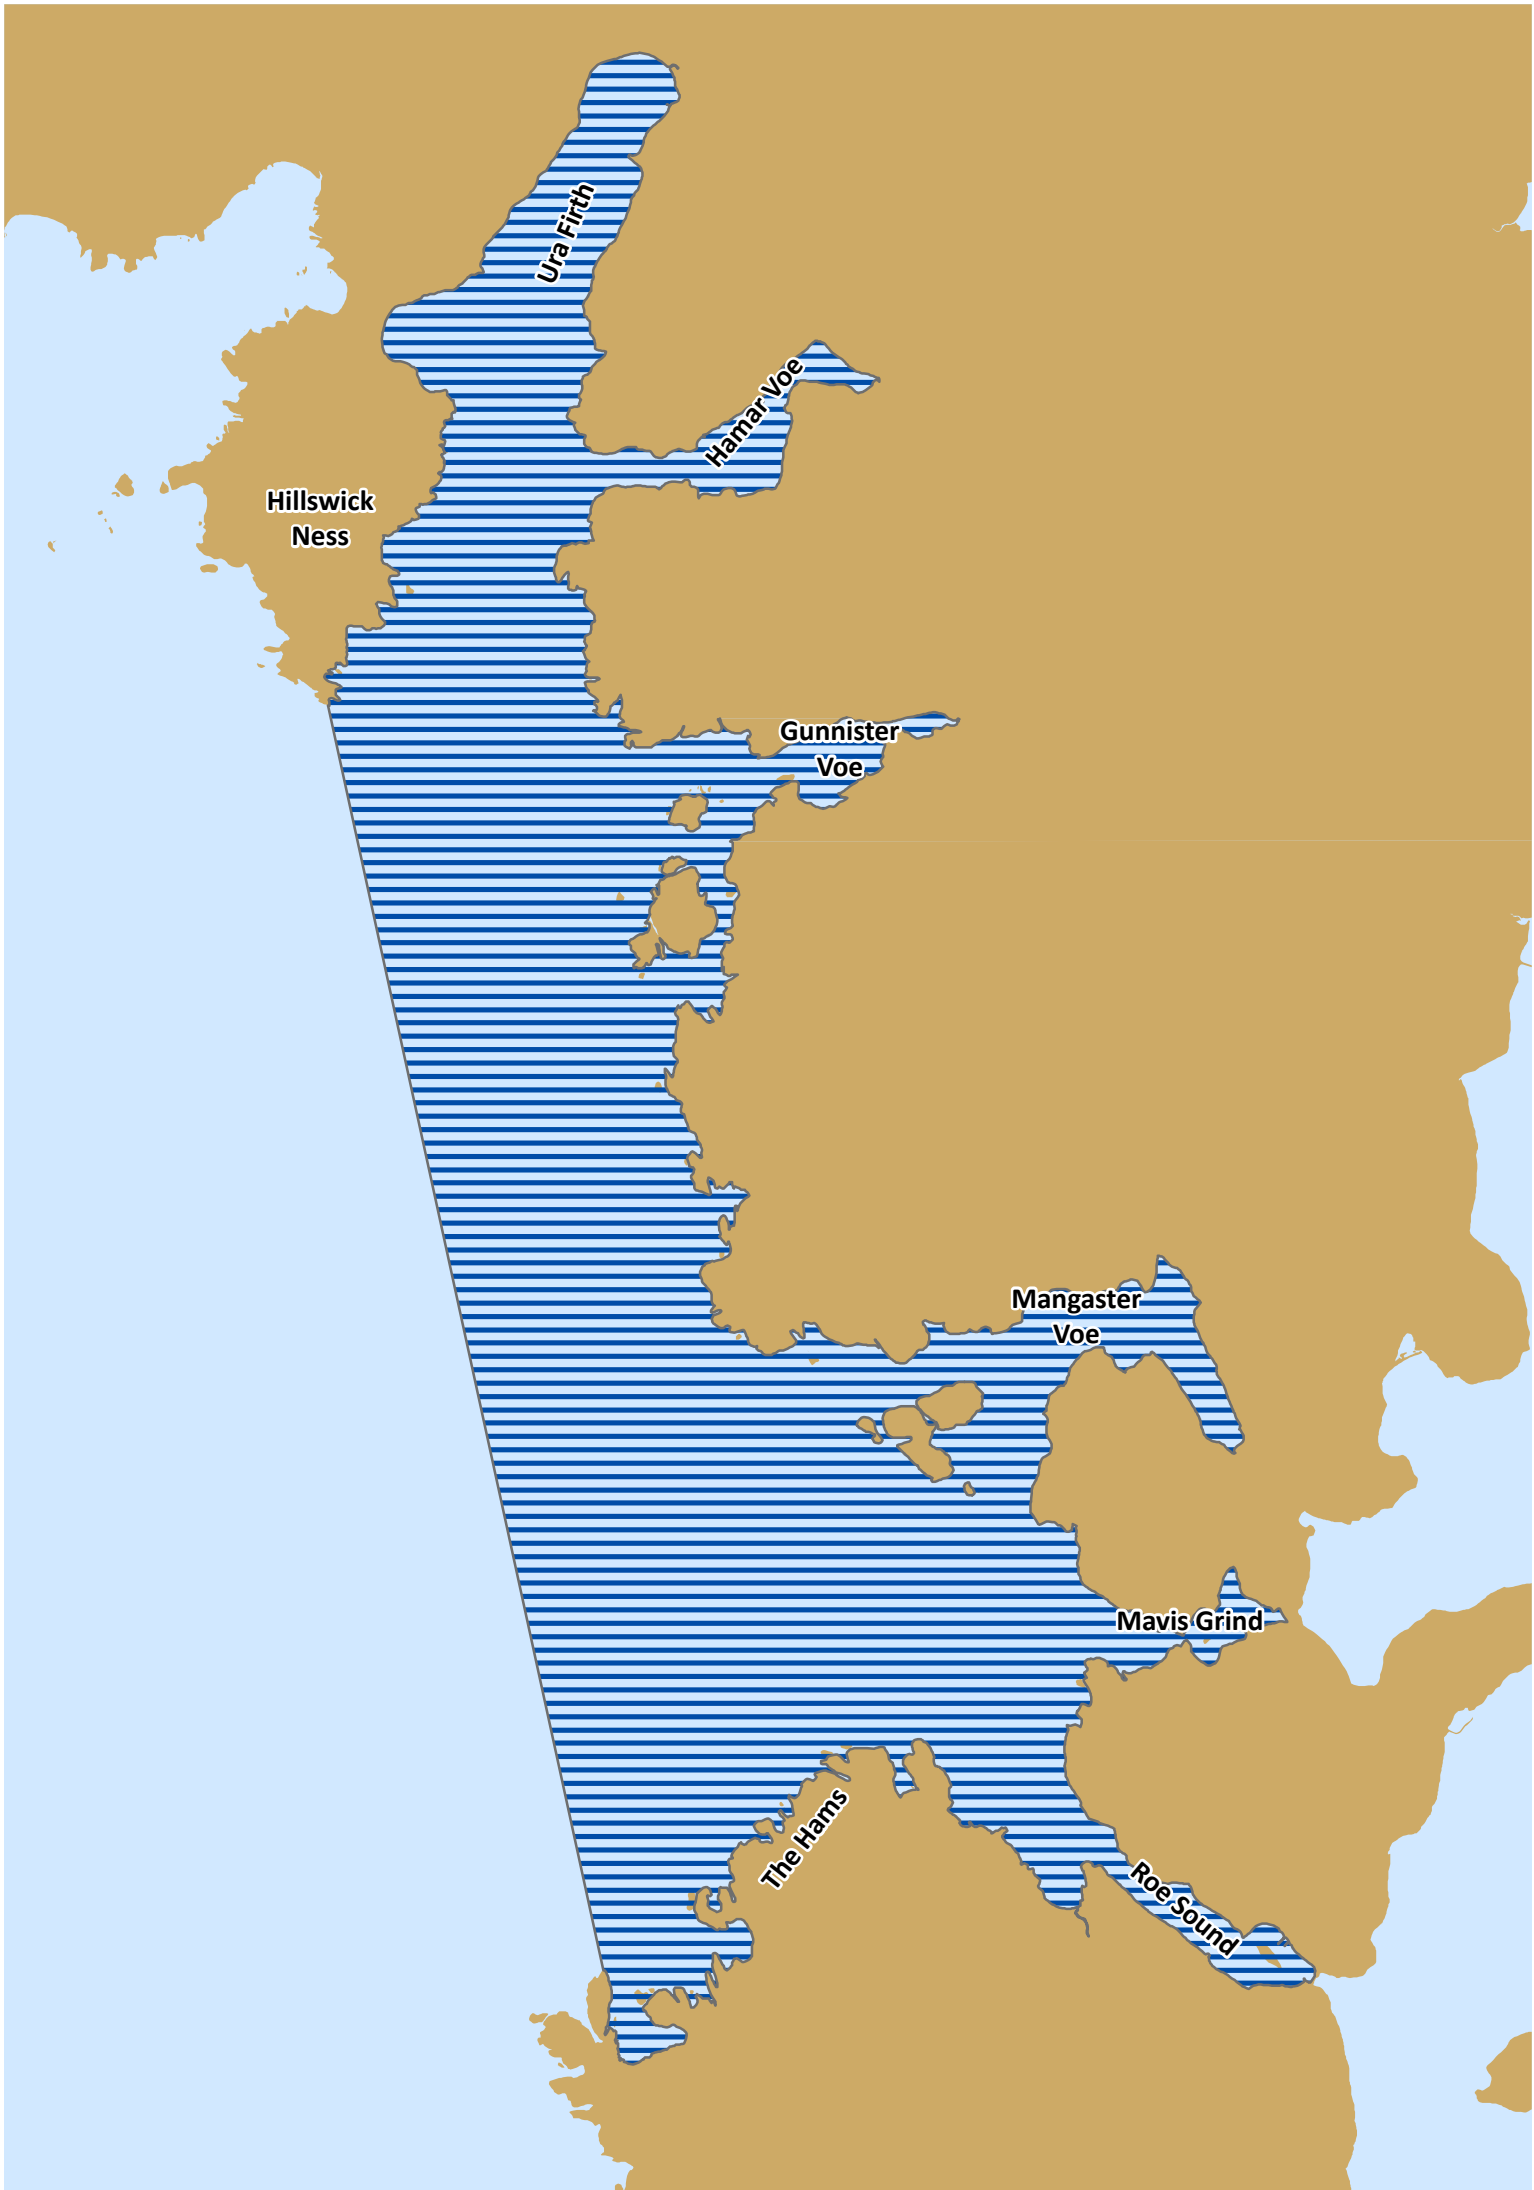 Ura Firth
Hamar Voe
Hillswick
Ness
Gunnister
Voe
Mangaster
Voe
Mavis Grind
The Hams
Roe Sound